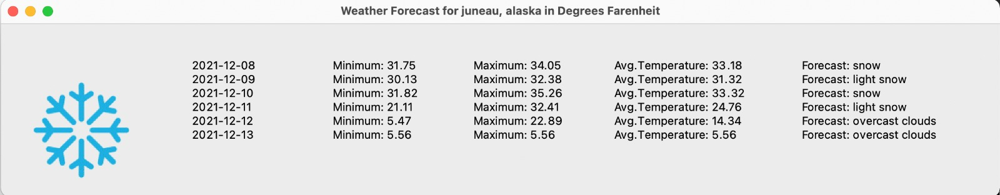 Weather Forecast for juneau, alaska in Degrees Farenheit
2021-12-08 Minimum: 31.75 Maximum: 34.05 Avg.Temperature: 33.18 Forecast: snow
2021-12-09 Minimum: 30.13 Maximum: 32.38 Avg.Temperature: 31.32 Forecast: light snow
2021-12-10 Minimum: 31.82 Maximum: 35.26 Avg.Temperature: 33.32 Forecast: snow
2021-12-11 Minimum: 21.11 Maximum: 32.41 Avg.Temperature: 24.76 Forecast: light snow
2021-12-12 Minimum: 5.47 Maximum: 22.89 Avg.Temperature: 14.34 Forecast: overcast clouds
2021-12-13 Minimum: 5.56 Maximum: 5.56 Avg.Temperature: 5.56 Forecast: overcast clouds